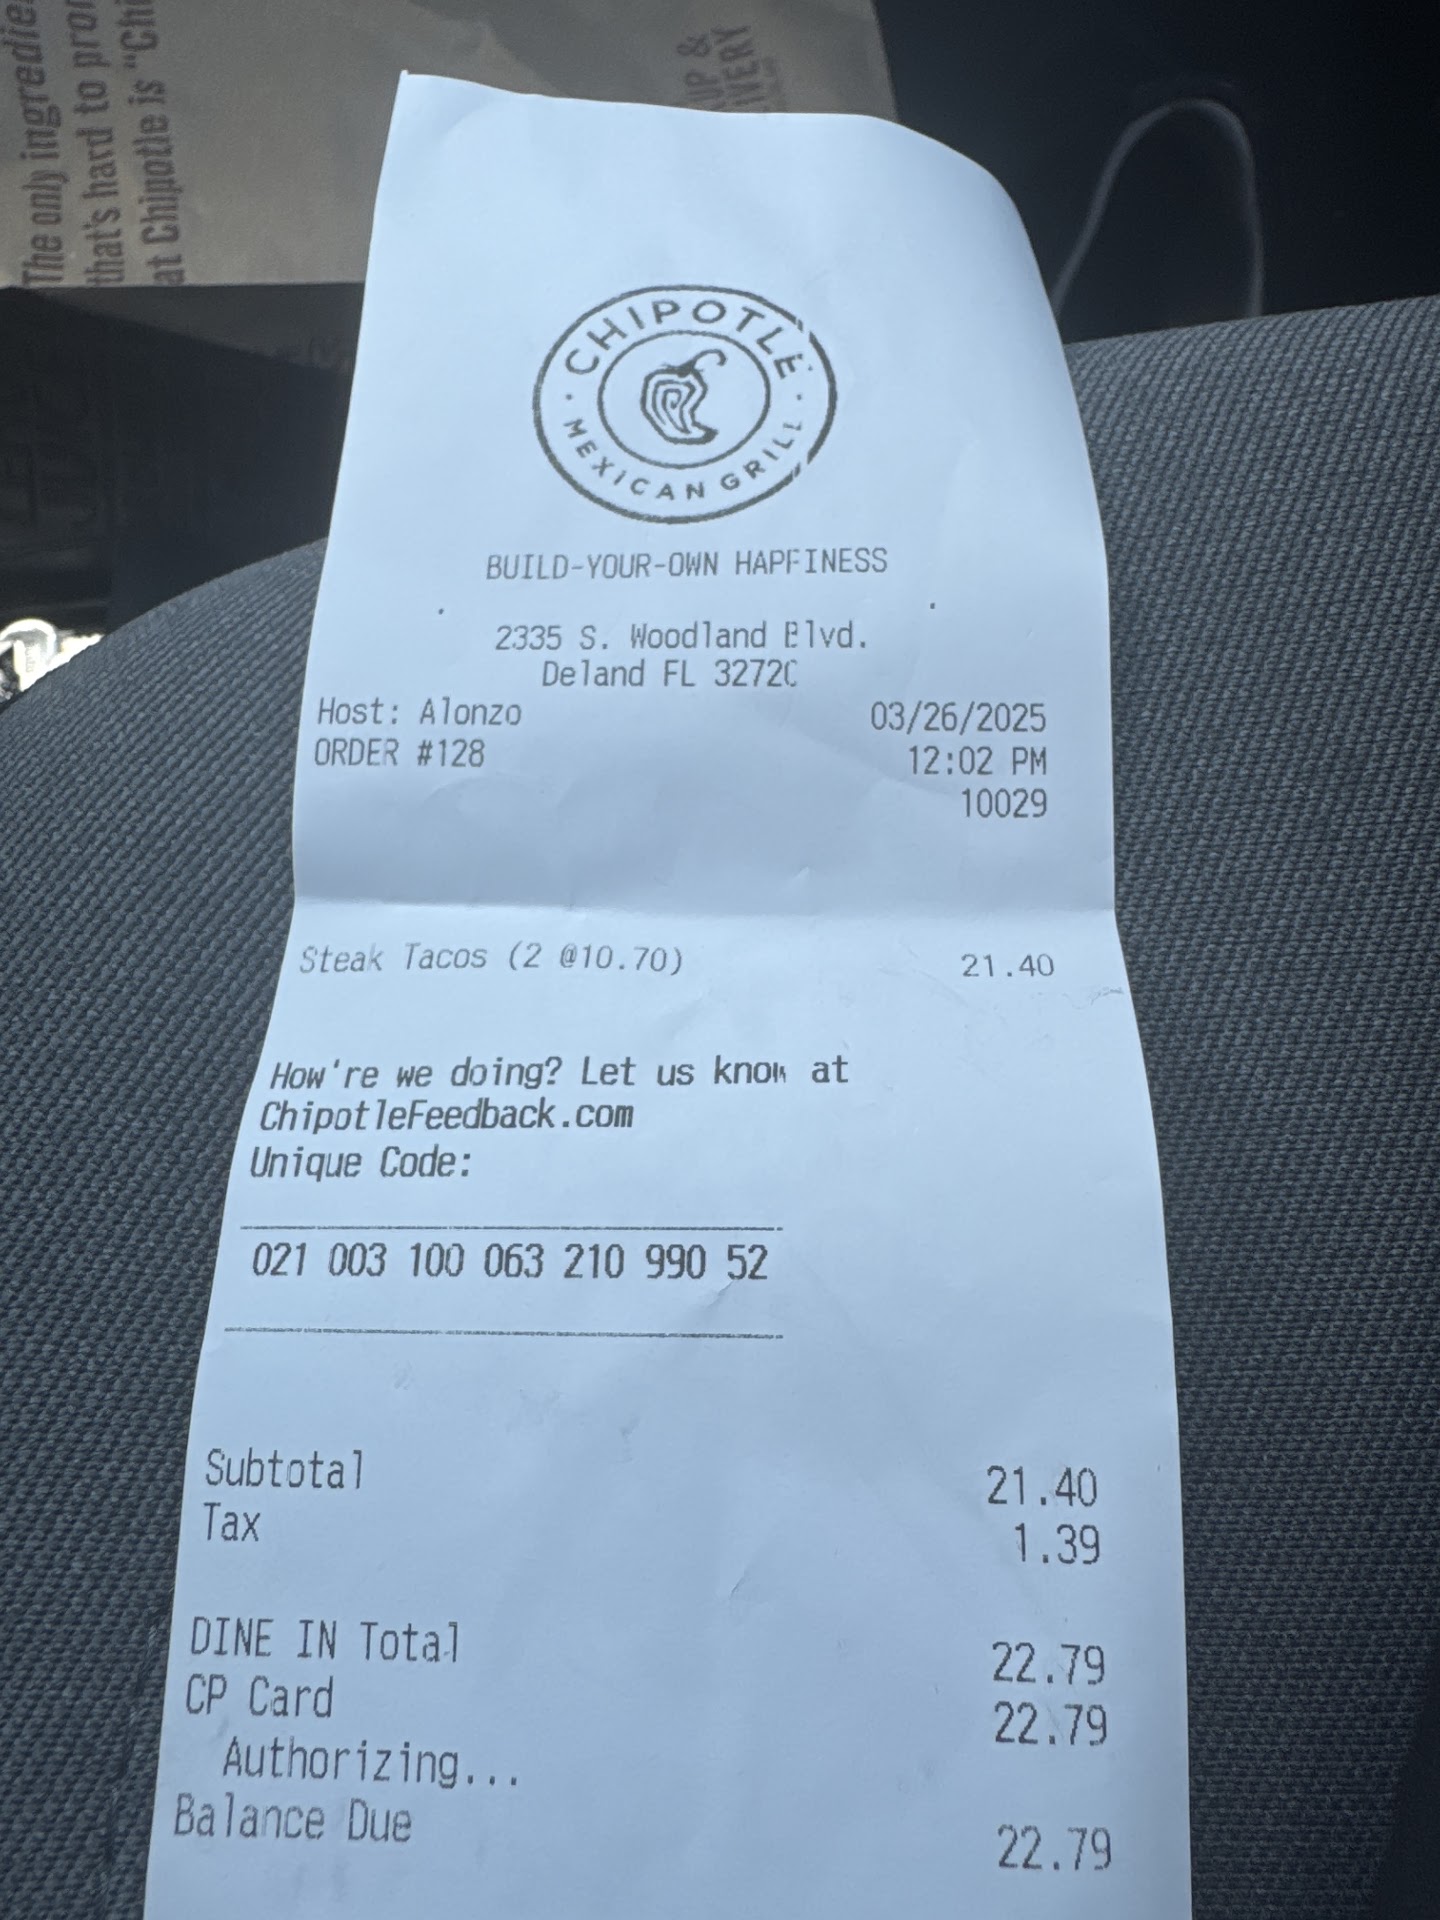 The only ingredie
that's hard to pron
at Chipotle is "Chi
UP &
IVERY
CHIPOTLE
MEXICAN GRILL
BUILD-YOUR-OWN HAPPINESS
2335 S. Woodland Blvd.
Deland FL 32720
Host: Alonzo 03/26/2025
ORDER #128 12:02 PM
10029
Steak Tacos (2 @10.70) 21.40
How're we doing? Let us know at
ChipotleFeedback.com
Unique Code:
021 003 100 063 210 990 52
Subtotal 21.40
Tax 1.39
DINE IN Total 22.79
CP Card 22.79
Authorizing...
Balance Due 22.79